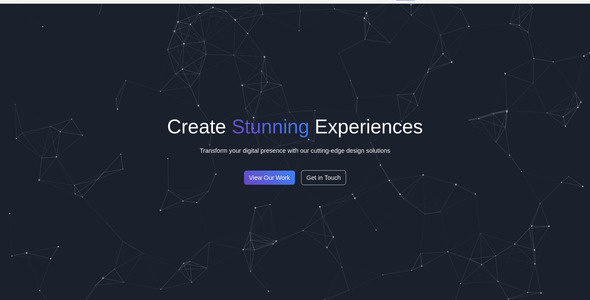 Create Stunning Experiences
Transform your digital presence with our cutting-edge design solutions
View Our Work
Get in Touch